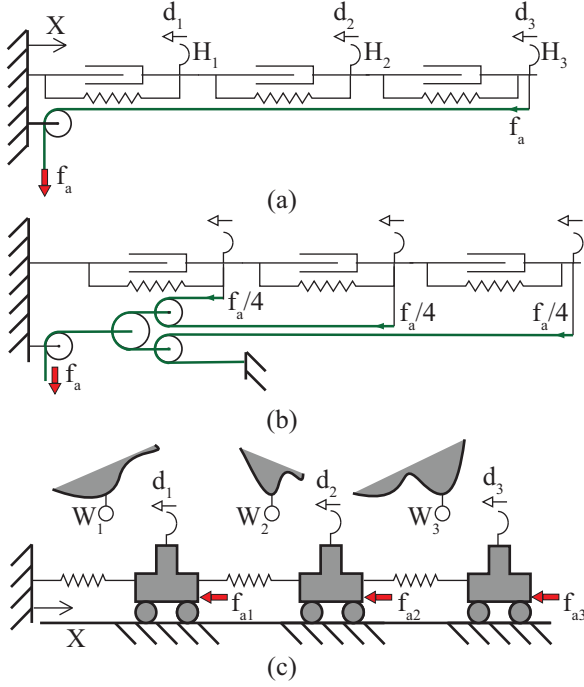 d₁ d₂ d₃
X H₁ H₂ H₃
fₐ
fₐ
(a)
fₐ/4 fₐ/4 fₐ/4
fₐ
(b)
W₁ d₁ W₂ d₂ W₃ d₃
fₐ₁ fₐ₂ fₐ₃
X
(c)